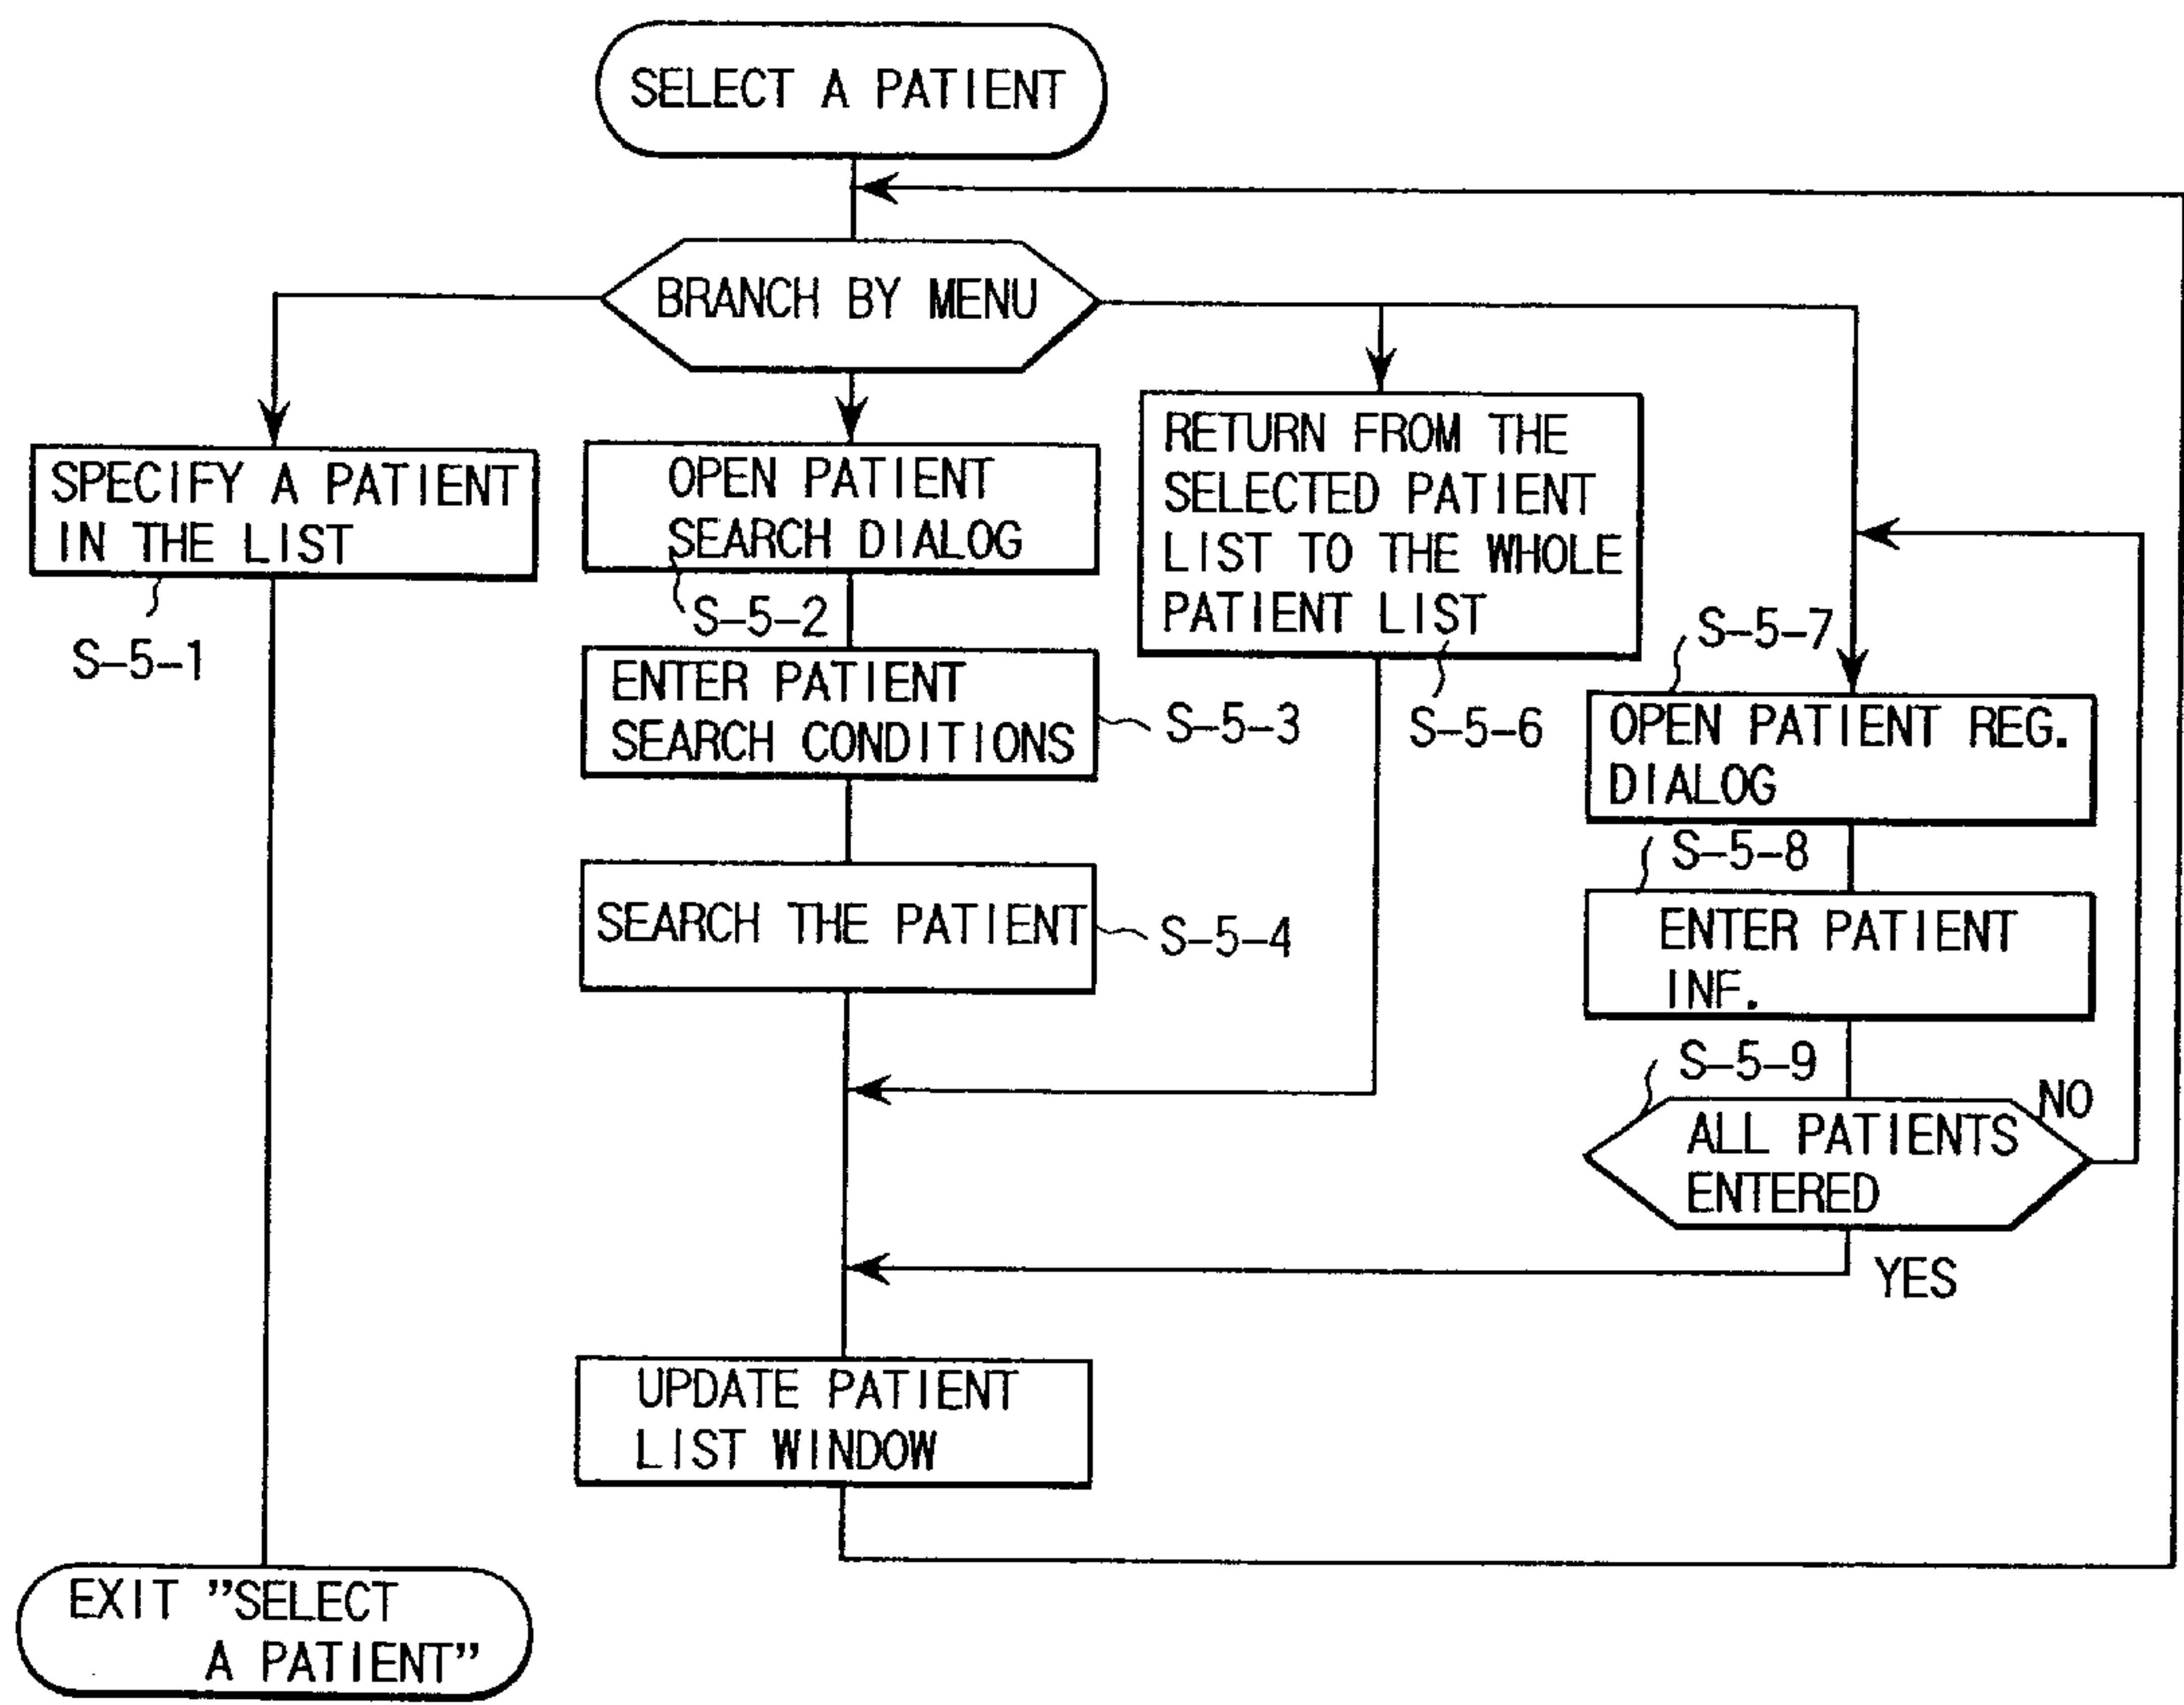 SELECT A PATIENT
BRANCH BY MENU
SPECIFY A PATIENT
IN THE LIST
S-5-1
OPEN PATIENT
SEARCH DIALOG
S-5-2
ENTER PATIENT
SEARCH CONDITIONS
S-5-3
SEARCH THE PATIENT
S-5-4
RETURN FROM THE
SELECTED PATIENT
LIST TO THE WHOLE
PATIENT LIST
S-5-6
S-5-7
OPEN PATIENT REG.
DIALOG
S-5-8
ENTER PATIENT
INF.
S-5-9
NO
ALL PATIENTS
ENTERED
YES
UPDATE PATIENT
LIST WINDOW
EXIT "SELECT
A PATIENT"